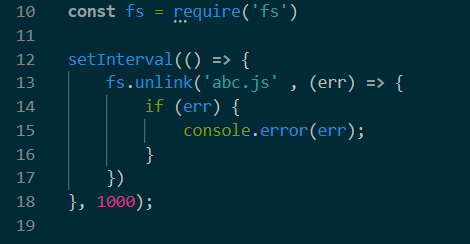 10 const fs = require('fs')
11
12 setInterval(() => {
13     fs.unlink('abc.js' , (err) => {
14         if (err) {
15             console.error(err);
16         }
17     })
18 }, 1000);
19